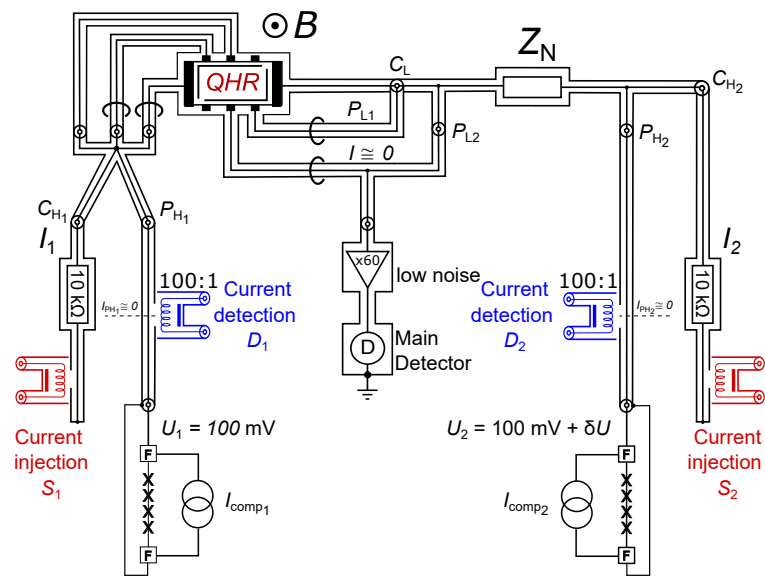 B
QHR
Z_N
C_L
C_H2
P_L1
P_L2
P_H2
I ≅ 0
C_H1
P_H1
I_1
I_2
10 kΩ
100:1
I_PH1 ≅ 0
Current
detection
D_1
x60
low noise
D
Main
Detector
100:1
Current
detection
D_2
I_PH2 ≅ 0
10 kΩ
Current
injection
S_1
U_1 = 100 mV
U_2 = 100 mV + δU
Current
injection
S_2
F
X
X
X
X
F
I_comp1
I_comp2
F
X
X
X
X
F